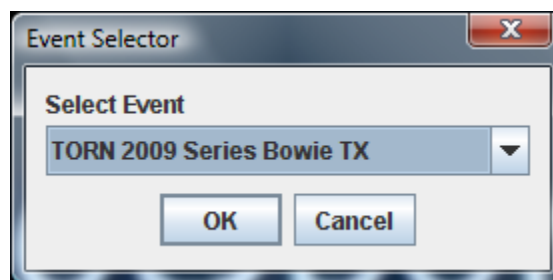 Event Selector
Select Event
TORN 2009 Series Bowie TX
OK Cancel